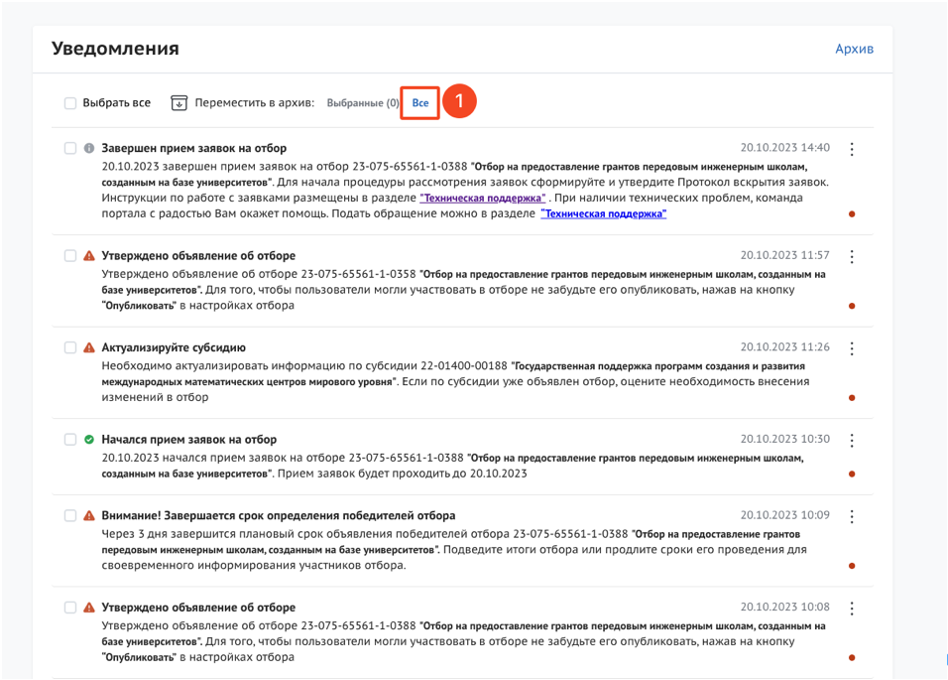 Уведомления
Архив
Выбрать все Переместить в архив: Выбранные (0) Все 1
Завершен прием заявок на отбор 20.10.2023 14:40
20.10.2023 завершен прием заявок на отбор 23-075-65561-1-0388 "Отбор на предоставление грантов передовым инженерным школам,
созданным на базе университетов". Для начала процедуры рассмотрения заявок сформируйте и утвердите Протокол вскрытия заявок.
Инструкции по работе с заявками размещены в разделе "Техническая поддержка" . При наличии технических проблем, команда
портала с радостью Вам окажет помощь. Подать обращение можно в разделе "Техническая поддержка"
Утверждено объявление об отборе 20.10.2023 11:57
Утверждено объявление об отборе 23-075-65561-1-0358 "Отбор на предоставление грантов передовым инженерным школам, созданным на
базе университетов". Для того, чтобы пользователи могли участвовать в отборе не забудьте его опубликовать, нажав на кнопку
"Опубликовать" в настройках отбора
Актуализируйте субсидию 20.10.2023 11:26
Необходимо актуализировать информацию по субсидии 22-01400-00188 "Государственная поддержка программ создания и развития
международных математических центров мирового уровня". Если по субсидии уже объявлен отбор, оцените необходимость внесения
изменений в отбор
Начался прием заявок на отбор 20.10.2023 10:30
20.10.2023 начался прием заявок на отборе 23-075-65561-1-0388 "Отбор на предоставление грантов передовым инженерным школам,
созданным на базе университетов". Прием заявок будет проходить до 20.10.2023
Внимание! Завершается срок определения победителей отбора 20.10.2023 10:09
Через 3 дня завершится плановый срок объявления победителей отбора 23-075-65561-1-0388 "Отбор на предоставление грантов
передовым инженерным школам, созданным на базе университетов". Подведите итоги отбора или продлите сроки его проведения для
своевременного информирования участников отбора.
Утверждено объявление об отборе 20.10.2023 10:08
Утверждено объявление об отборе 23-075-65561-1-0388 "Отбор на предоставление грантов передовым инженерным школам, созданным на
базе университетов". Для того, чтобы пользователи могли участвовать в отборе не забудьте его опубликовать, нажав на кнопку
"Опубликовать" в настройках отбора